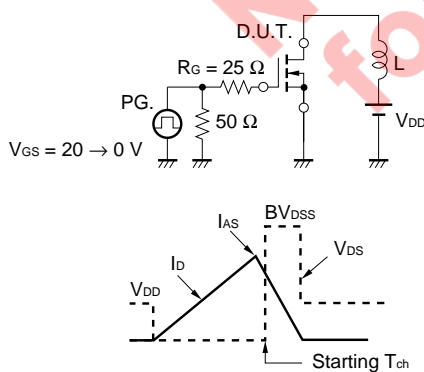 D.U.T.
RG = 25 Ω
L
PG.
50 Ω
VDD
VGS = 20 → 0 V
BVDSS
IAS
ID
VDS
VDD
Starting Tch